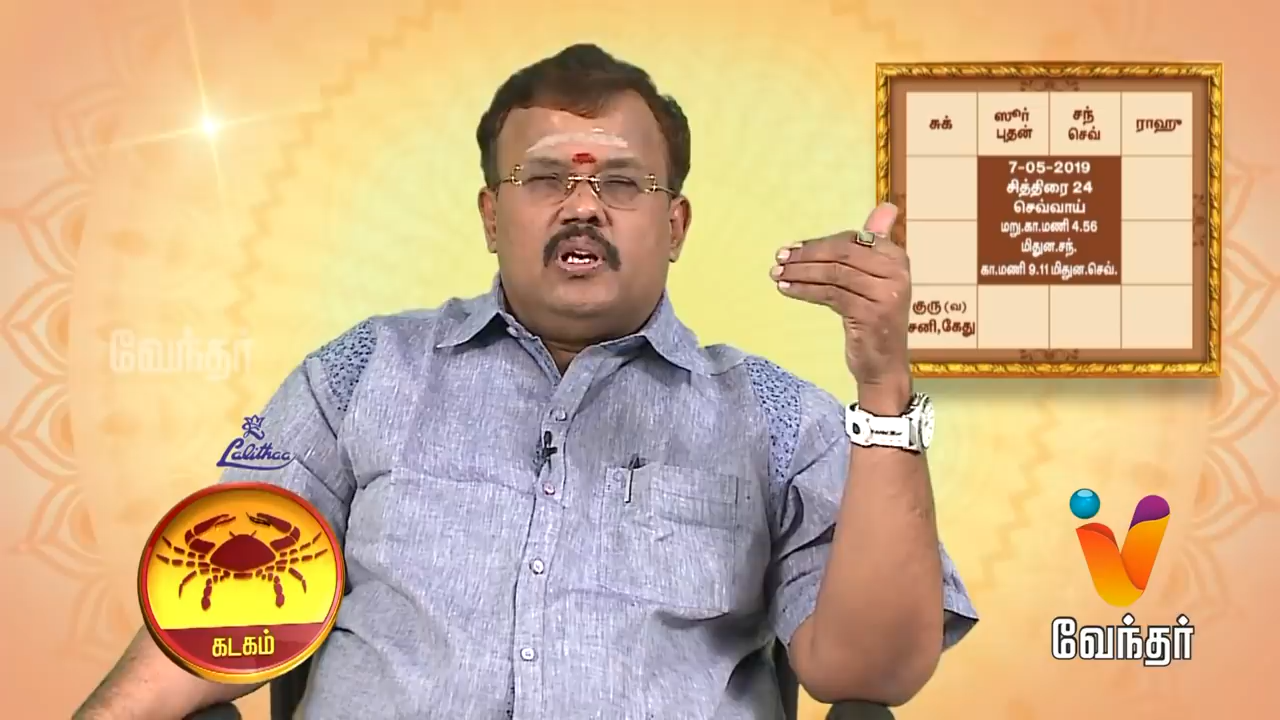 சுக்
ஸூர்
புதன்
சந்
செவ்
ராஹு
7-05-2019
சித்திரை 24
செவ்வாய்
மறு.கா.மணி 4.56
மிதுன.சந்.
கா.மணி 9.11 மிதுன.செவ்.
குரு (வ)
சனி,கேது
வேந்தர்
Lalithaa
கடகம்
வேந்தர்